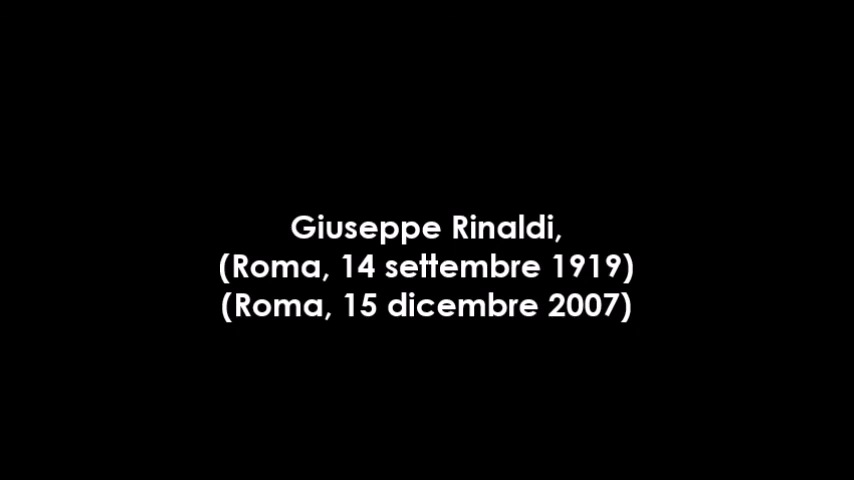 Giuseppe Rinaldi,
(Roma, 14 settembre 1919)
(Roma, 15 dicembre 2007)